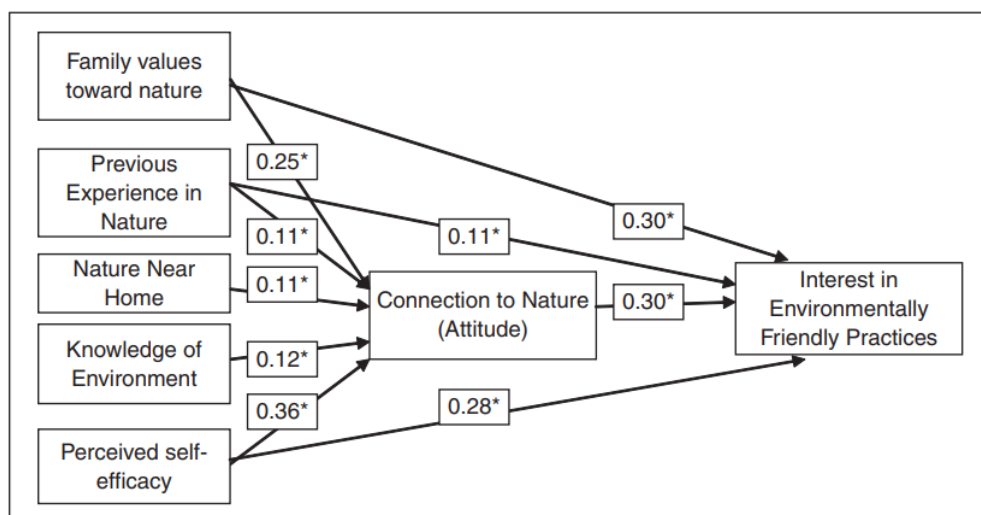 Family values
toward nature
0.25*
Previous
Experience in
Nature
0.11*
0.11*
0.30*
Nature Near
Home
0.11*
Connection to Nature
(Attitude)
0.30*
Interest in
Environmentally
Friendly Practices
Knowledge of
Environment
0.12*
0.36*
0.28*
Perceived self-
efficacy